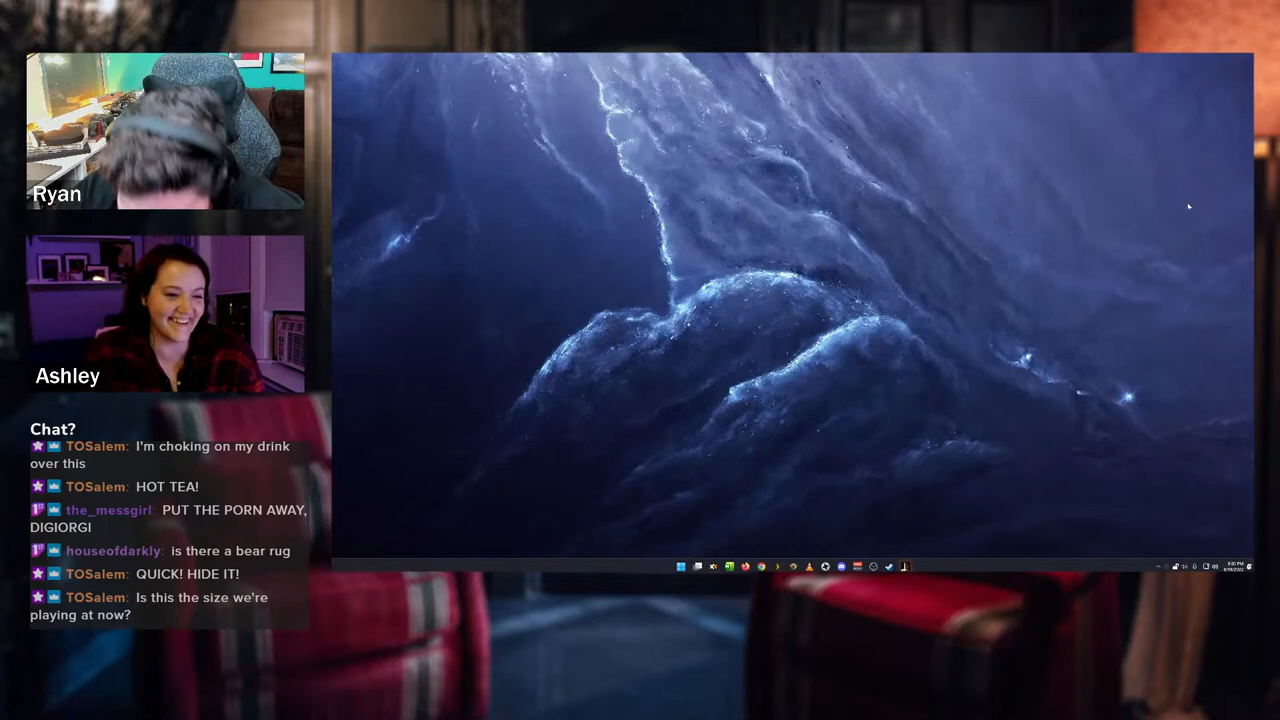 Ryan
Ashley
Chat?
TOSalem: I'm choking on my drink
over this
TOSalem: HOT TEA!
the_messgirl: PUT THE PORN AWAY,
DIGIORGI
houseofdarkly: is there a bear rug
TOSalem: QUICK! HIDE IT!
TOSalem: Is this the size we're
playing at now?